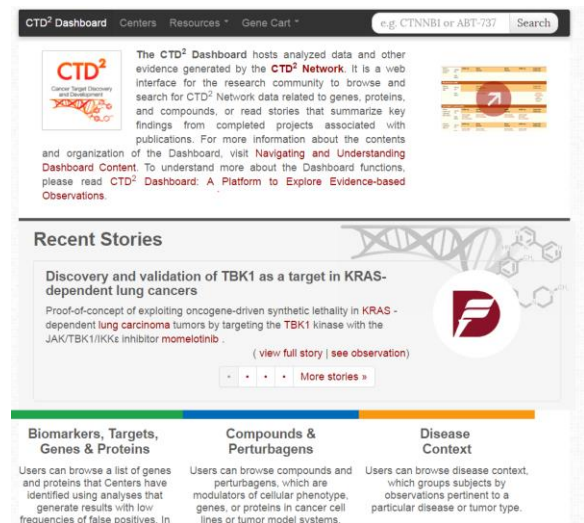 CTD² Dashboard Centers Resources Gene Cart e.g. CTNNBI or ABT-737 Search
CTD²
Cancer Target Discovery
and Development
The CTD² Dashboard hosts analyzed data and other
evidence generated by the CTD² Network. It is a web
interface for the research community to browse and
search for CTD² Network data related to genes, proteins,
and compounds, or read stories that summarize key
findings from completed projects associated with
publications. For more information about the contents
and organization of the Dashboard, visit Navigating and Understanding
Dashboard Content. To understand more about the Dashboard functions,
please read CTD² Dashboard: A Platform to Explore Evidence-based
Observations.
Recent Stories
Discovery and validation of TBK1 as a target in KRAS-
dependent lung cancers
Proof-of-concept of exploiting oncogene-driven synthetic lethality in KRAS -
dependent lung carcinoma tumors by targeting the TBK1 kinase with the
JAK/TBK1/IKKε inhibitor momelotinib .
( view full story | see observation)
More stories »
Biomarkers, Targets,
Genes & Proteins
Users can browse a list of genes
and proteins that Centers have
identified using analyses that
generate results with low
frequencies of false positives. In
Compounds &
Perturbagens
Users can browse compounds and
perturbagens, which are
modulators of cellular phenotype,
genes, or proteins in cancer cell
lines or tumor model systems.
Disease
Context
Users can browse disease context,
which groups subjects by
observations pertinent to a
particular disease or tumor type.